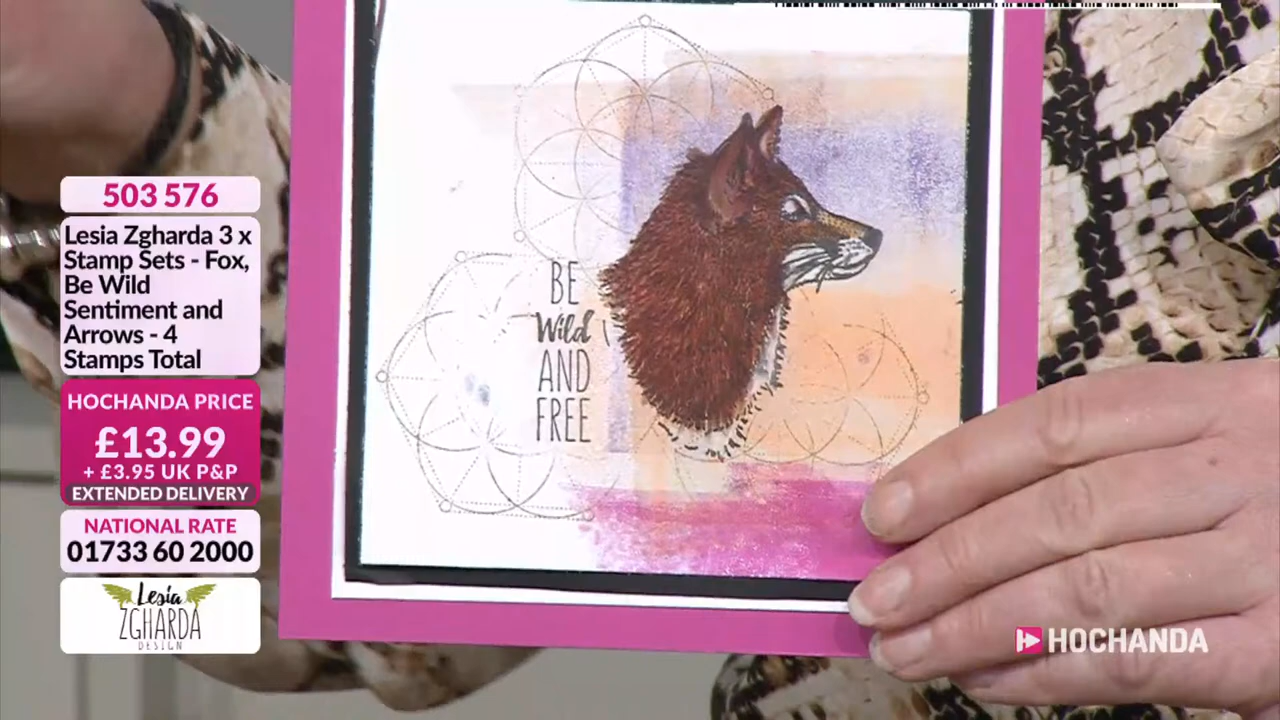 503 576
Lesia Zgharda 3 x
Stamp Sets - Fox,
Be Wild
Sentiment and
Arrows - 4
Stamps Total
HOCHANDA PRICE
£13.99
+ £3.95 UK P&P
EXTENDED DELIVERY
NATIONAL RATE
01733 60 2000
Lesia
ZGHARDA
DESIGN
BE
Wild
AND
FREE
HOCHANDA